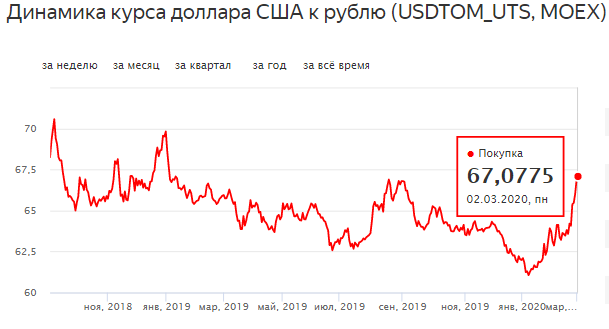 Динамика курса доллара США к рублю (USDTOM_UTS, MOEX)
за неделю за месяц за квартал за год за всё время
70
67,5
65
62,5
60
Покупка
67,0775
02.03.2020, пн
ноя, 2018 янв, 2019 мар, 2019 май, 2019 июл, 2019 сен, 2019 ноя, 2019 янв, 2020 мар,...